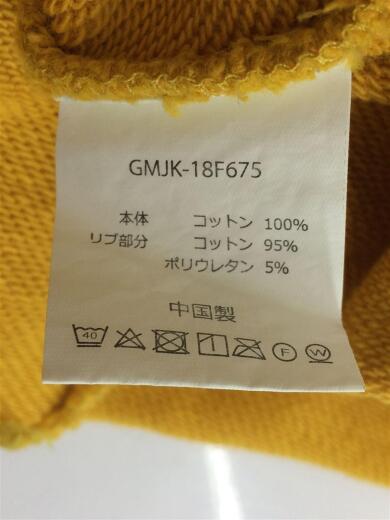 GMJK-18F675
本体 コットン 100%
リブ部分 コットン 95%
ポリウレタン 5%
中国製
40 F W